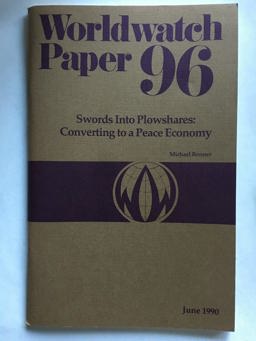 Worldwatch
Paper 96
Swords Into Plowshares:
Converting to a Peace Economy
Michael Renner
June 1990